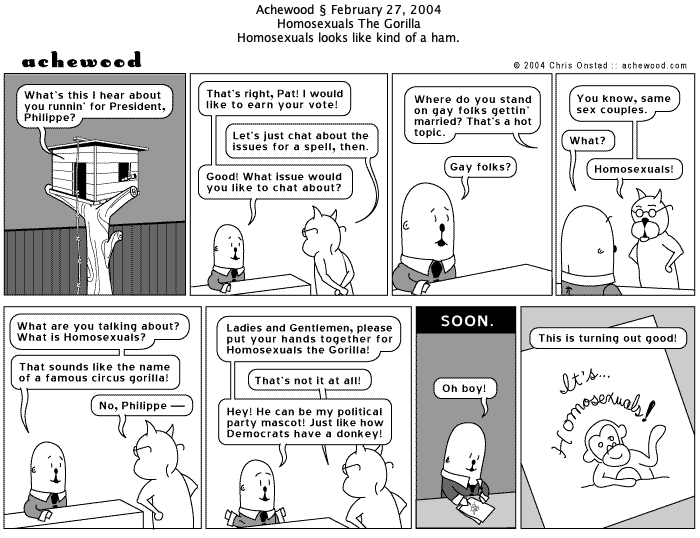 Achewood § February 27, 2004
Homosexuals The Gorilla
Homosexuals looks like kind of a ham.
achewood
© 2004 Chris Onstad :: achewood.com
What's this I hear about
you runnin' for President,
Philippe?
That's right, Pat! I would
like to earn your vote!
Let's just chat about the
issues for a spell, then.
Good! What issue would
you like to chat about?
Where do you stand
on gay folks gettin'
married? That's a hot
topic.
Gay folks?
You know, same
sex couples.
What?
Homosexuals!
What are you talking about?
What is Homosexuals?
That sounds like the name
of a famous circus gorilla!
No, Philippe —
Ladies and Gentlemen, please
put your hands together for
Homosexuals the Gorilla!
That's not it at all!
Hey! He can be my political
party mascot! Just like how
Democrats have a donkey!
SOON.
Oh boy!
This is turning out good!
It's...
Homosexuals!